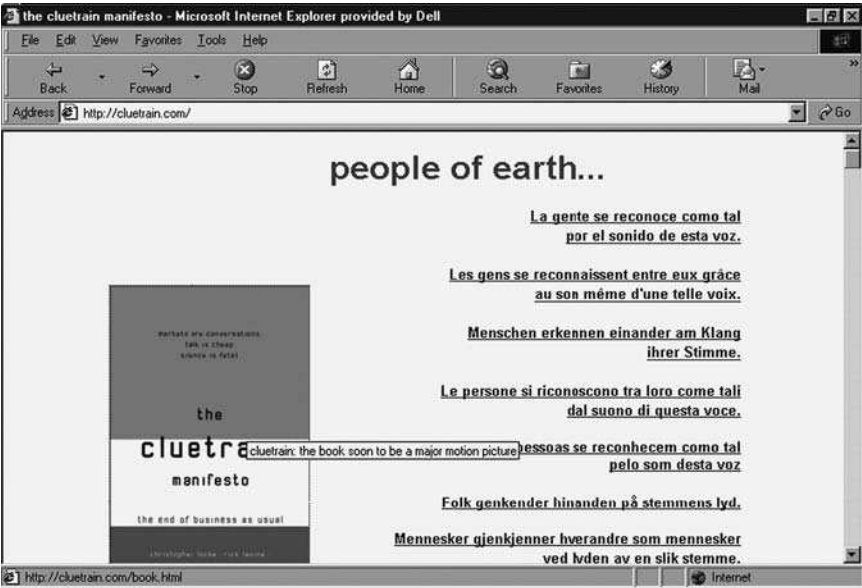 the cluetrain manifesto - Microsoft Internet Explorer provided by Dell
File Edit View Favorites Tools Help
Back Forward Stop Refresh Home Search Favorites History Mail
Address http://cluetrain.com/ Go
people of earth...
La gente se reconoce como tal
por el sonido de esta voz.
Les gens se reconnaissent entre eux grâce
au son même d'une telle voix.
Menschen erkennen einander am Klang
ihrer Stimme.
Le persone si riconoscono tra loro come tali
dal suono di questa voce.
pessoas se reconhecem como tal
pelo som desta voz
Folk genkender hinanden på stemmens lyd.
Mennesker gjenkjenner hverandre som mennesker
ved lyden av en slik stemme.
markets are conversations.
talk is cheap.
silence is fatal.
the
cluetra
cluetrain: the book soon to be a major motion picture
manifesto
the end of business as usual
christopher locke · rick levine
http://cluetrain.com/book.html Internet